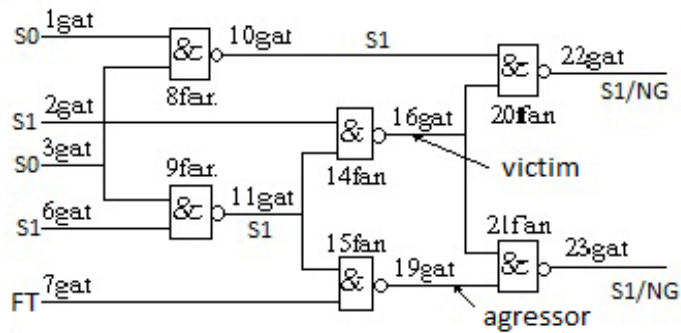 1gat
S0
&
10gat
S1
&
22gat
S1/NG
8far.
20fan
2gat
S1
&
16gat
victim
3gat
S0
14fan
9far.
6gat
S1
&
11gat
S1
15fan
21fan
&
19gat
&
23gat
S1/NG
7gat
FT
agressor